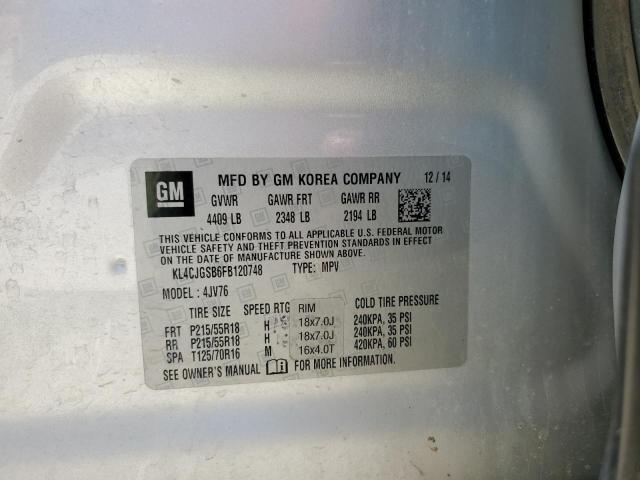 GM MFD BY GM KOREA COMPANY 12 / 14
GVWR GAWR FRT GAWR RR
4409 LB 2348 LB 2194 LB
THIS VEHICLE CONFORMS TO ALL APPLICABLE U.S. FEDERAL MOTOR
VEHICLE SAFETY AND THEFT PREVENTION STANDARDS IN EFFECT
ON THE DATE OF MANUFACTURE SHOWN ABOVE.
KL4CJGSB6FB120748 TYPE: MPV
MODEL : 4JV76
TIRE SIZE SPEED RTG RIM COLD TIRE PRESSURE
FRT P215/55R18 H 18x7.0J 240KPA, 35 PSI
RR P215/55R18 H 18x7.0J 240KPA, 35 PSI
SPA T125/70R16 M 16x4.0T 420KPA, 60 PSI
SEE OWNER'S MANUAL FOR MORE INFORMATION.